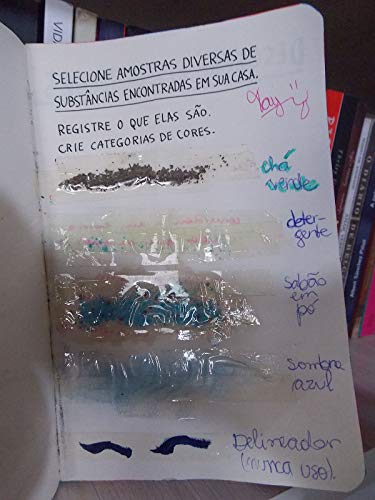 SELECIONE AMOSTRAS DIVERSAS DE
SUBSTÂNCIAS ENCONTRADAS EM SUA CASA.
REGISTRE O QUE ELAS SÃO.
CRIE CATEGORIAS DE CORES.
chá
verde
deter-
gente
sabão
em
pó
sombra
azul
Delineador
(nunca uso).
VIDA